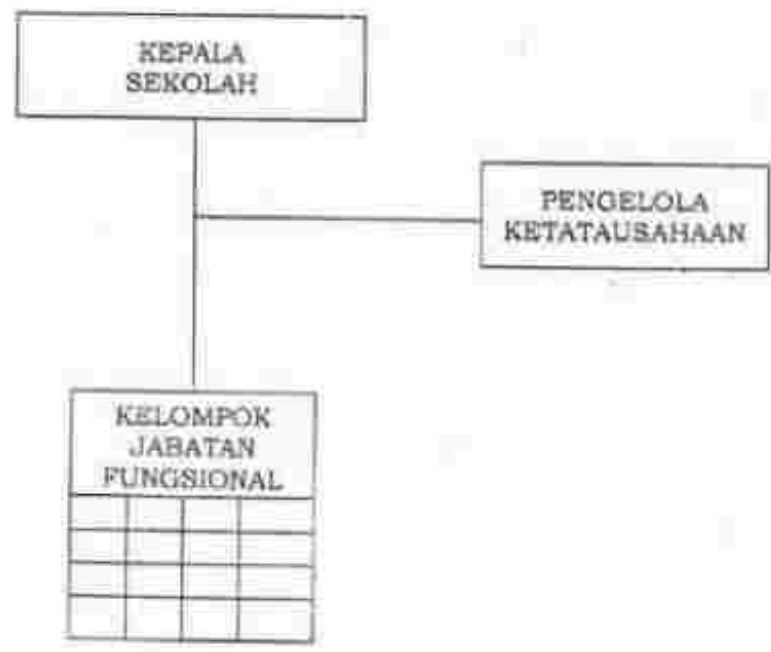 KEPALA
SEKOLAH
PENGELOLA
KETATAUSAHAAN
KELOMPOK
JABATAN
FUNGSIONAL